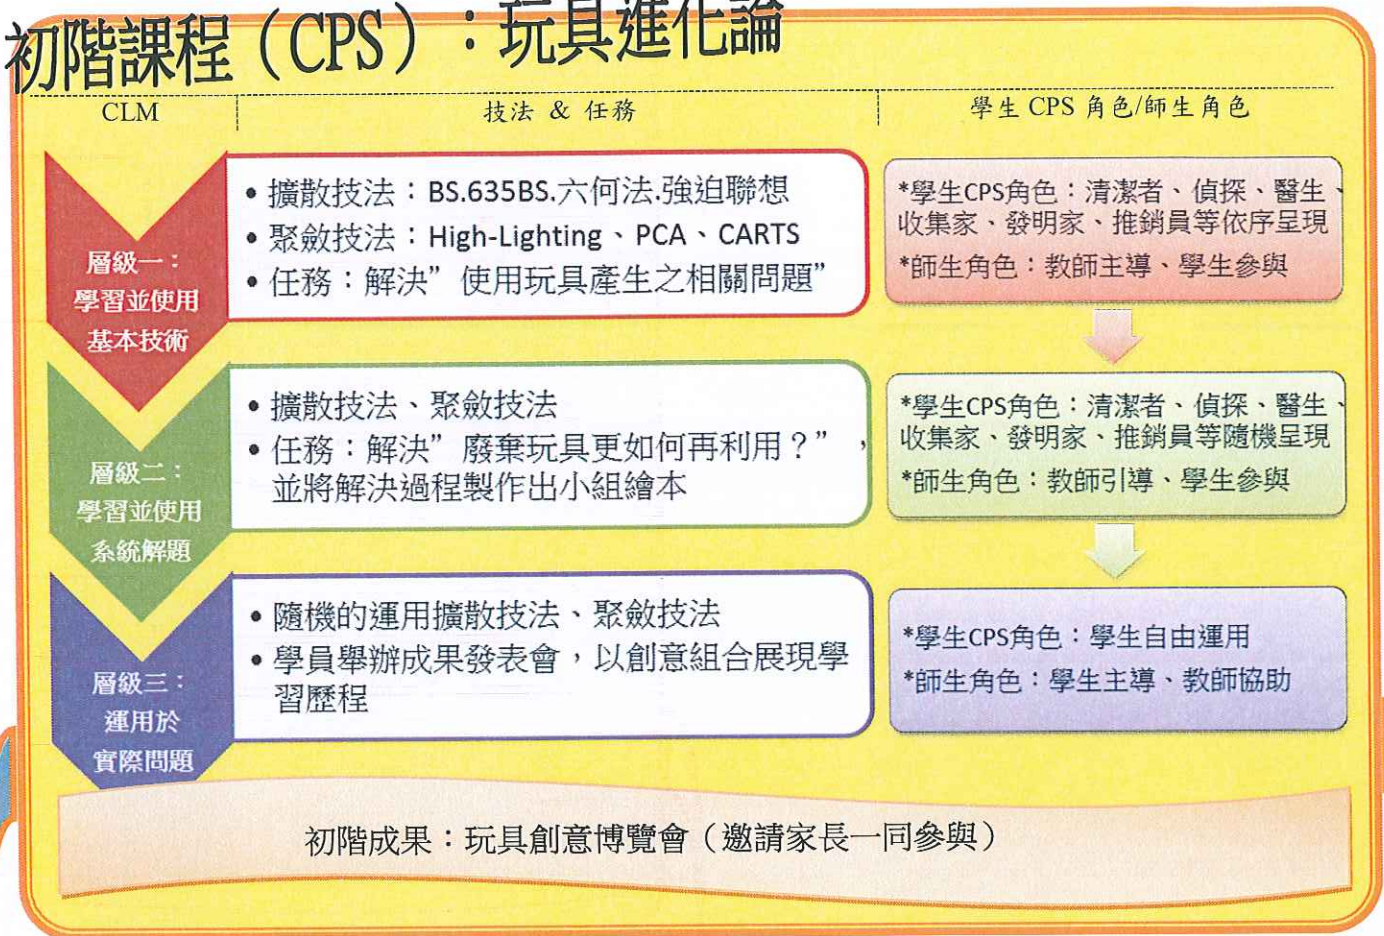 初階課程（CPS）：玩具進化論
CLM
技法 & 任務
學生 CPS 角色/師生角色
層級一：
學習並使用
基本技術
• 擴散技法：BS.635BS.六何法.強迫聯想
• 聚斂技法：High-Lighting、PCA、CARTS
• 任務：解決”使用玩具產生之相關問題”
*學生CPS角色：清潔者、偵探、醫生、
收集家、發明家、推銷員等依序呈現
*師生角色：教師主導、學生參與
層級二：
學習並使用
系統解題
• 擴散技法、聚斂技法
• 任務：解決”廢棄玩具更如何再利用？”，
並將解決過程製作出小組繪本
*學生CPS角色：清潔者、偵探、醫生、
收集家、發明家、推銷員等隨機呈現
*師生角色：教師引導、學生參與
層級三：
運用於
實際問題
• 隨機的運用擴散技法、聚斂技法
• 學員舉辦成果發表會，以創意組合展現學
習歷程
*學生CPS角色：學生自由運用
*師生角色：學生主導、教師協助
初階成果：玩具創意博覽會（邀請家長一同參與）